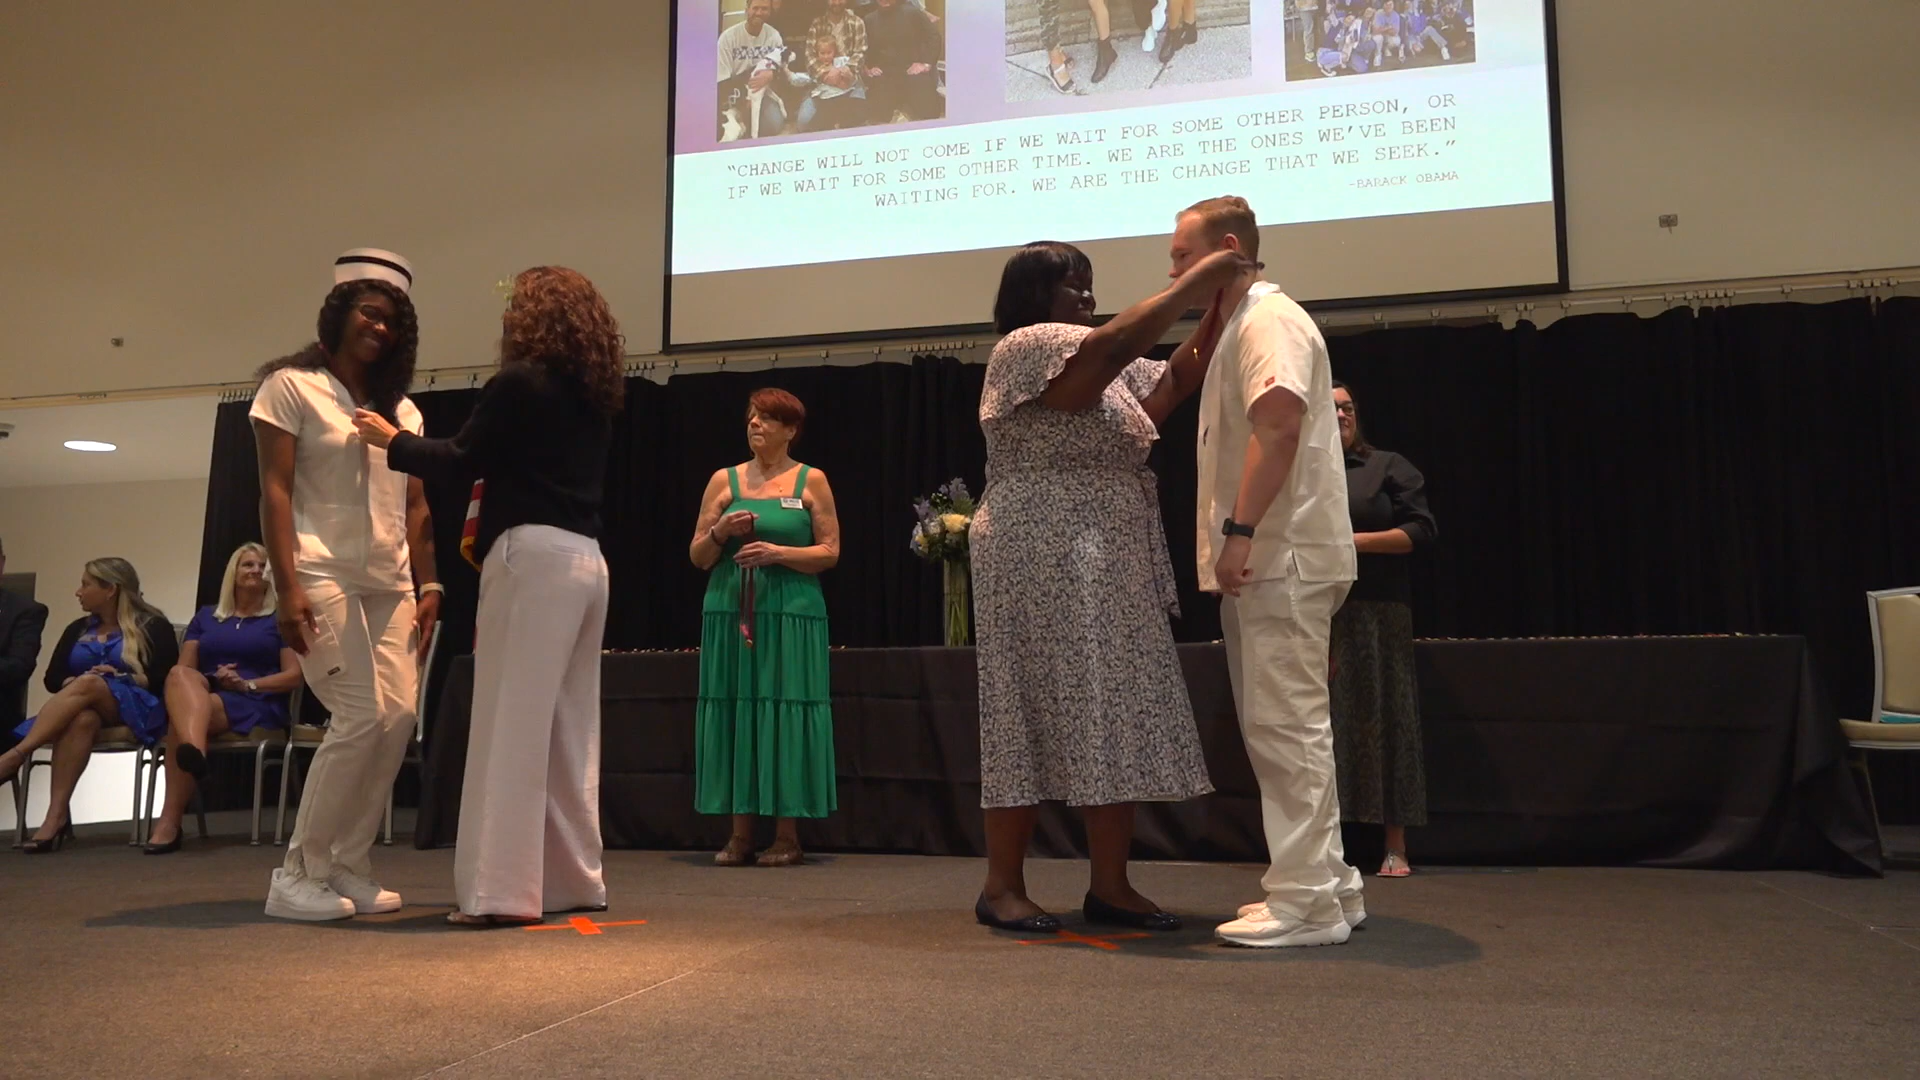 “CHANGE WILL NOT COME IF WE WAIT FOR SOME OTHER PERSON, OR
IF WE WAIT FOR SOME OTHER TIME. WE ARE THE ONES WE’VE BEEN
WAITING FOR. WE ARE THE CHANGE THAT WE SEEK.”
-BARACK OBAMA